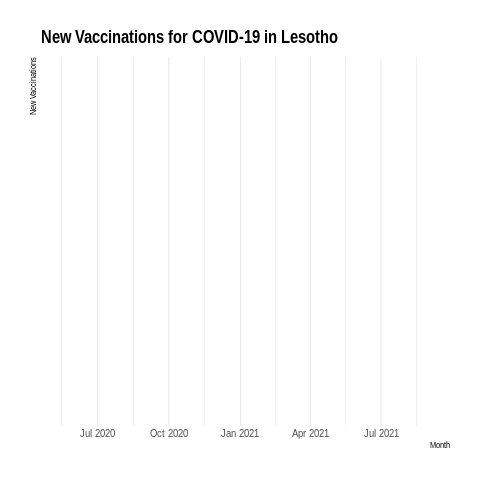 New Vaccinations for COVID-19 in Lesotho
New Vaccinations
Jul 2020 Oct 2020 Jan 2021 Apr 2021 Jul 2021
Month